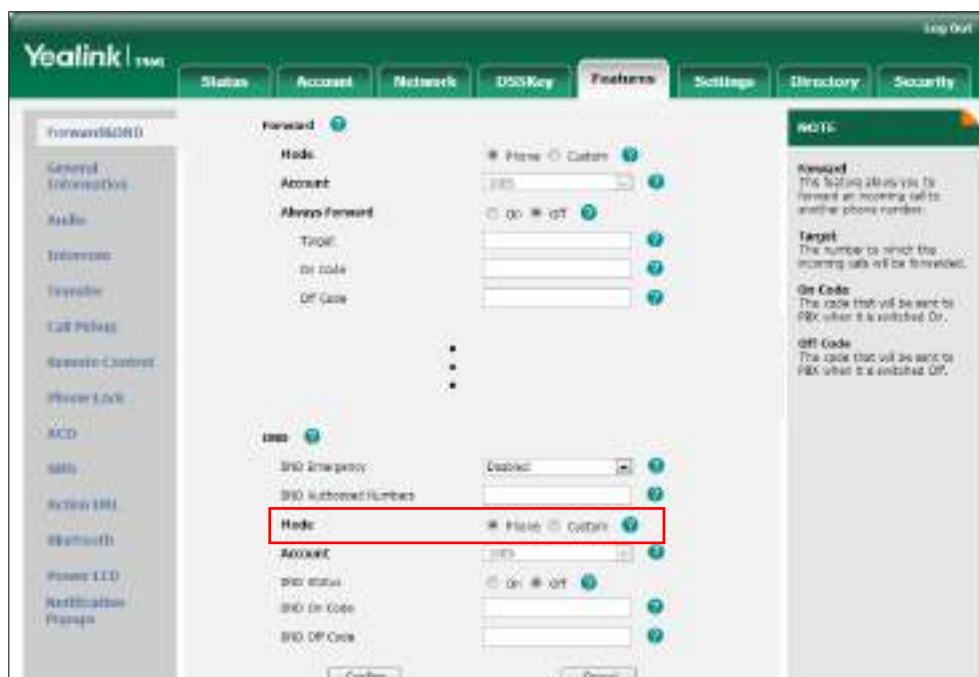 Log Out
Yealink
Status Account Network DSSKey Features Settings Directory Security
Forward&DND
General Information
Audio
Intercom
Transfer
Call Pickup
Remote Control
Phone Lock
ACD
SMS
Action URL
Bluetooth
Power LED
Notification Popups
Forward
Mode Phone Custom
Account
Always Forward On Off
Target
On Code
Off Code
DND
DND Emergency Disabled
DND Authorized Numbers
Mode Phone Custom
Account
DND Status On Off
DND On Code
DND Off Code
Confirm Cancel
NOTE
Forward
This feature allows you to
forward an incoming call to
another phone number.
Target
The number to which the
incoming calls will be forwarded.
On Code
The code that will be sent to
PBX when it is switched On.
Off Code
The code that will be sent to
PBX when it is switched Off.